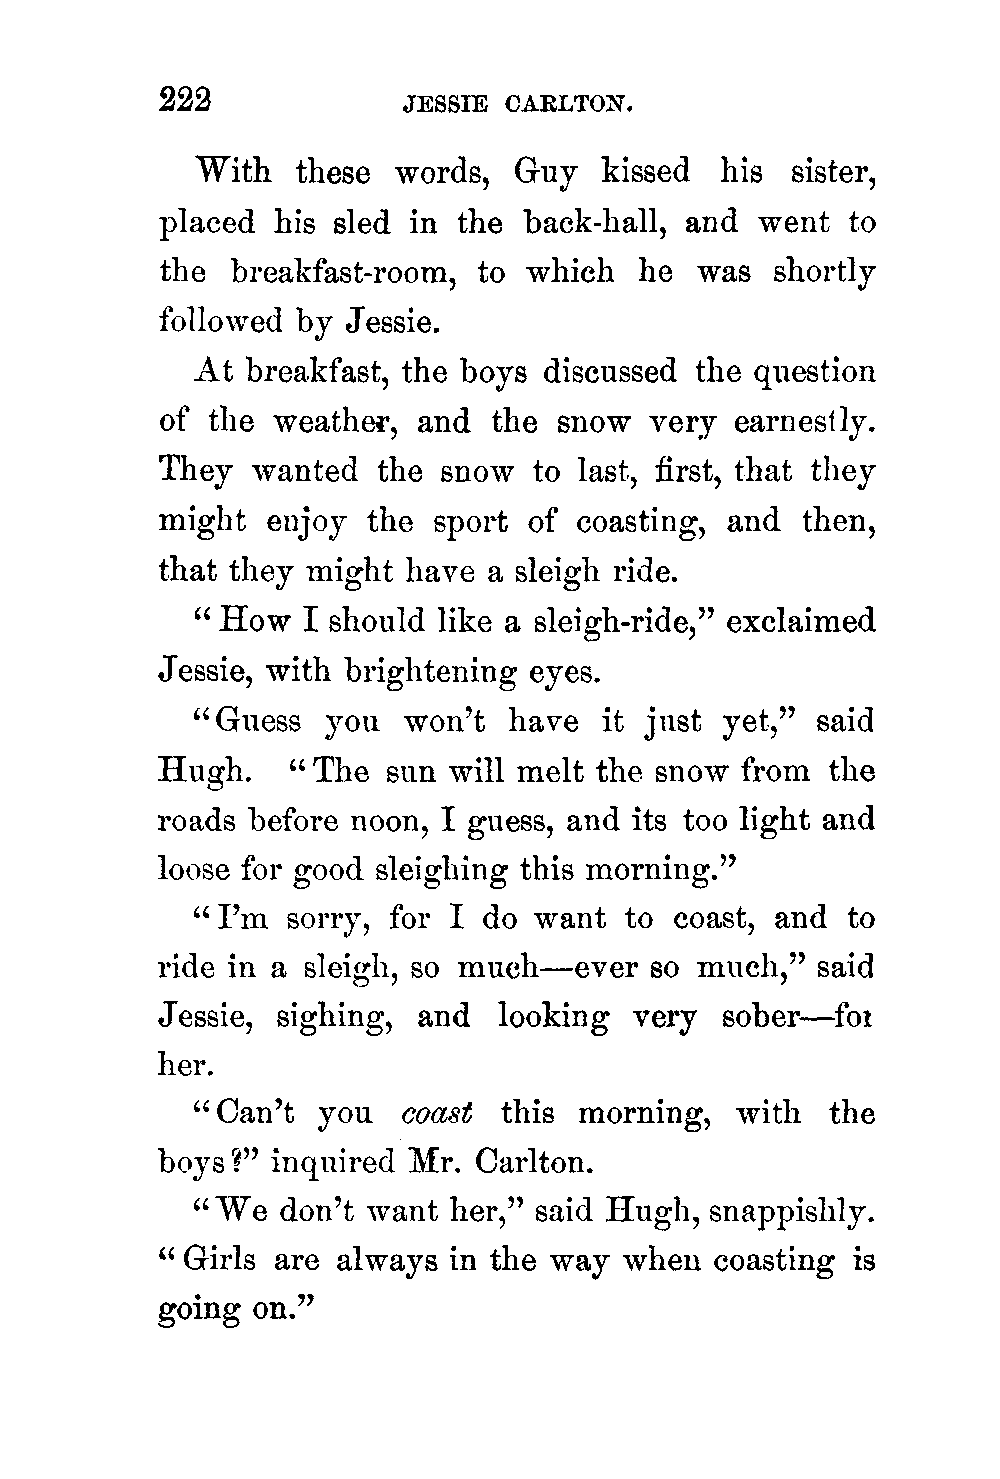 222 JESSIE CARLTON.
With these words, Guy kissed his sister,
placed his sled in the back-hall, and went to
the breakfast-room, to which he was shortly
followed by Jessie.
At breakfast, the boys discussed the question
of the weather, and the snow very earnestly.
They wanted the snow to last, first, that they
might enjoy the sport of coasting, and then,
that they might have a sleigh ride.
“How I should like a sleigh-ride,” exclaimed
Jessie, with brightening eyes.
“Guess you won’t have it just yet,” said
Hugh. “The sun will melt the snow from the
roads before noon, I guess, and its too light and
loose for good sleighing this morning.”
“I’m sorry, for I do want to coast, and to
ride in a sleigh, so much—ever so much,” said
Jessie, sighing, and looking very sober—for
her.
“Can’t you coast this morning, with the
boys?” inquired Mr. Carlton.
“We don’t want her,” said Hugh, snappishly.
“Girls are always in the way when coasting is
going on.”